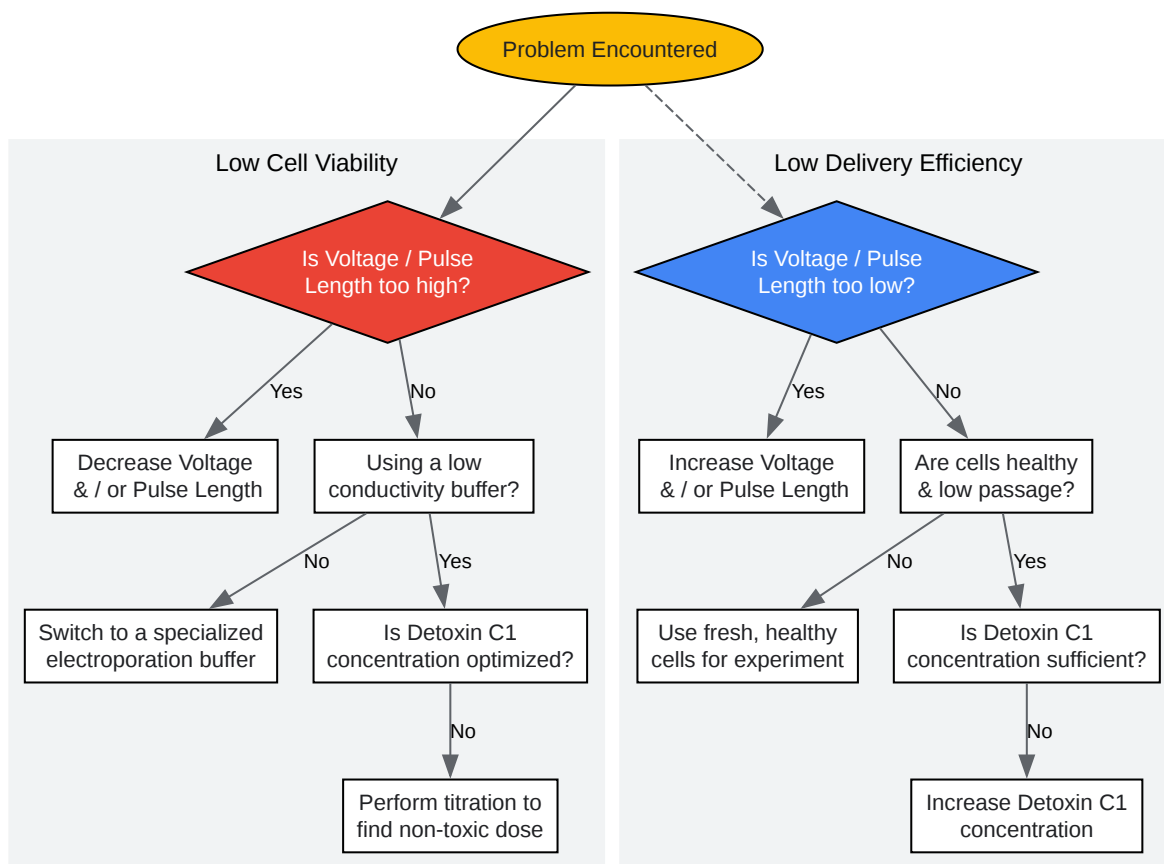 Problem Encountered
Low Cell Viability
Is Voltage / Pulse
Length too high?
Yes
No
Decrease Voltage
& / or Pulse Length
Using a low
conductivity buffer?
No
Yes
Switch to a specialized
electroporation buffer
Is Detoxin C1
concentration optimized?
No
Perform titration to
find non-toxic dose
Low Delivery Efficiency
Is Voltage / Pulse
Length too low?
Yes
No
Increase Voltage
& / or Pulse Length
Are cells healthy
& low passage?
No
Yes
Use fresh, healthy
cells for experiment
Is Detoxin C1
concentration sufficient?
No
Increase Detoxin C1
concentration